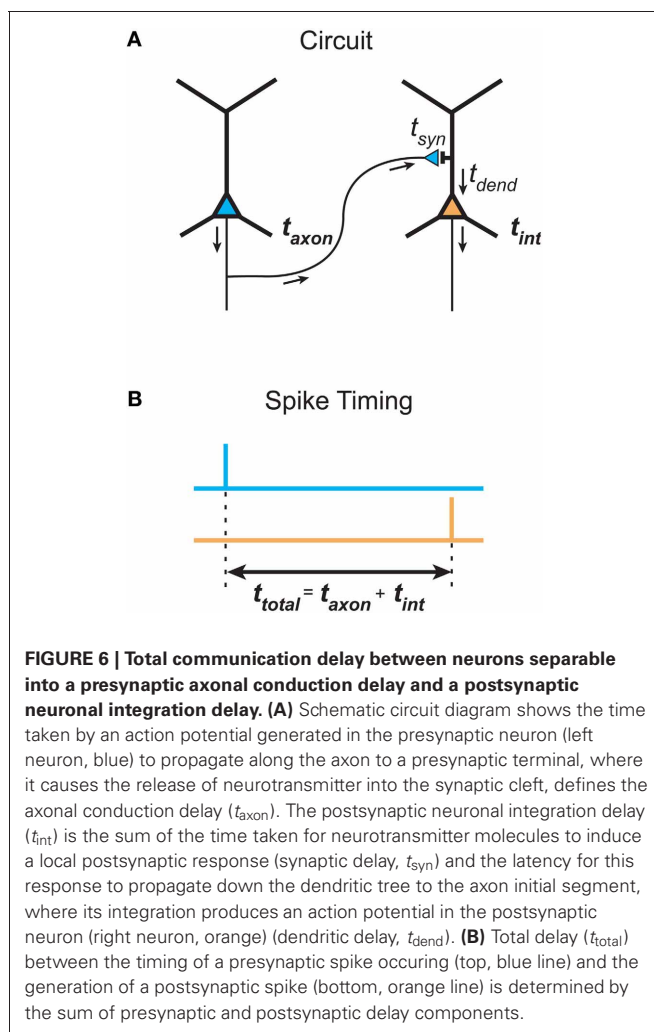 A
Circuit
t_syn
t_dend
t_axon
t_int
B
Spike Timing
t_total = t_axon + t_int
FIGURE 6 | Total communication delay between neurons separable
into a presynaptic axonal conduction delay and a postsynaptic
neuronal integration delay. (A) Schematic circuit diagram shows the time
taken by an action potential generated in the presynaptic neuron (left
neuron, blue) to propagate along the axon to a presynaptic terminal, where
it causes the release of neurotransmitter into the synaptic cleft, defines the
axonal conduction delay (t_axon). The postsynaptic neuronal integration delay
(t_int) is the sum of the time taken for neurotransmitter molecules to induce
a local postsynaptic response (synaptic delay, t_syn) and the latency for this
response to propagate down the dendritic tree to the axon initial segment,
where its integration produces an action potential in the postsynaptic
neuron (right neuron, orange) (dendritic delay, t_dend). (B) Total delay (t_total)
between the timing of a presynaptic spike occuring (top, blue line) and the
generation of a postsynaptic spike (bottom, orange line) is determined by
the sum of presynaptic and postsynaptic delay components.